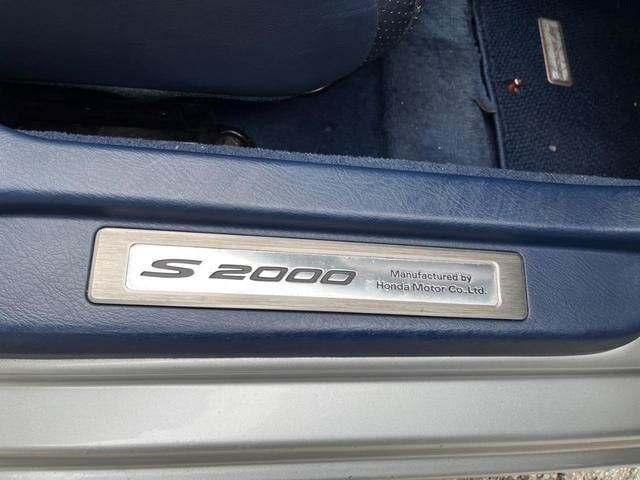 S 2000
Manufactured by
Honda Motor Co.,Ltd.